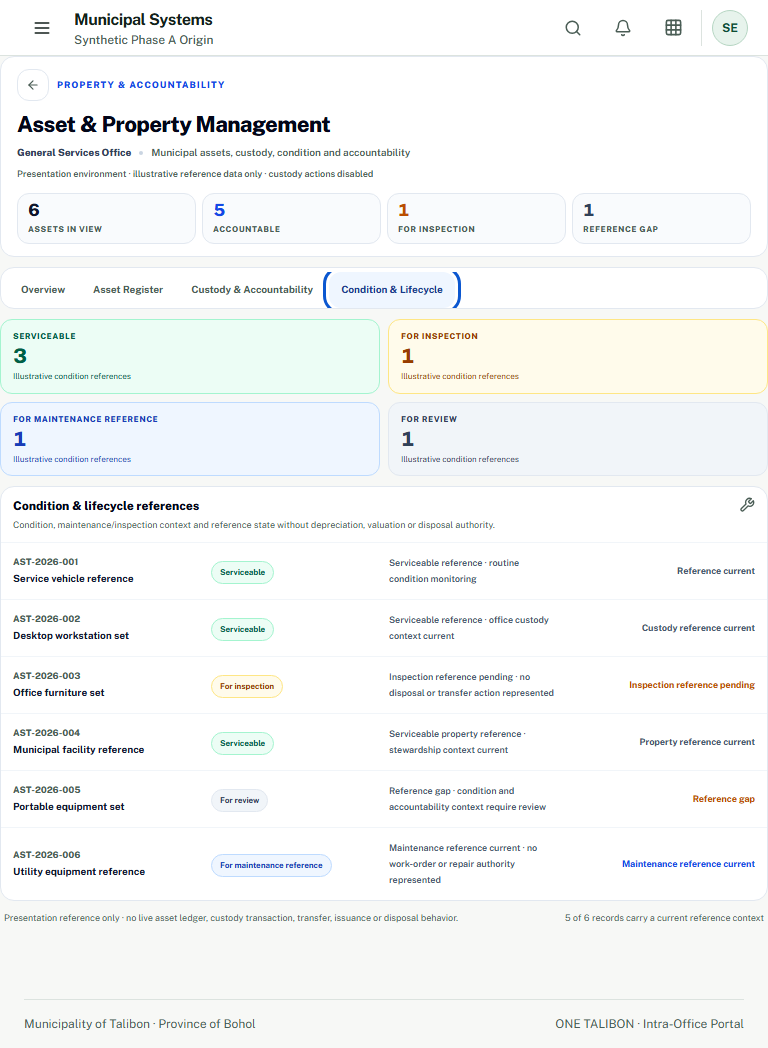 Municipal Systems
Synthetic Phase A Origin
SE
PROPERTY & ACCOUNTABILITY
Asset & Property Management
General Services Office • Municipal assets, custody, condition and accountability
Presentation environment · illustrative reference data only · custody actions disabled
6
ASSETS IN VIEW
5
ACCOUNTABLE
1
FOR INSPECTION
1
REFERENCE GAP
Overview
Asset Register
Custody & Accountability
Condition & Lifecycle
SERVICEABLE
3
Illustrative condition references
FOR INSPECTION
1
Illustrative condition references
FOR MAINTENANCE REFERENCE
1
Illustrative condition references
FOR REVIEW
1
Illustrative condition references
Condition & lifecycle references
Condition, maintenance/inspection context and reference state without depreciation, valuation or disposal authority.
AST-2026-001
Service vehicle reference
Serviceable
Serviceable reference · routine
condition monitoring
Reference current
AST-2026-002
Desktop workstation set
Serviceable
Serviceable reference · office custody
context current
Custody reference current
AST-2026-003
Office furniture set
For inspection
Inspection reference pending · no
disposal or transfer action represented
Inspection reference pending
AST-2026-004
Municipal facility reference
Serviceable
Serviceable property reference ·
stewardship context current
Property reference current
AST-2026-005
Portable equipment set
For review
Reference gap · condition and
accountability context require review
Reference gap
AST-2026-006
Utility equipment reference
For maintenance reference
Maintenance reference current · no
work-order or repair authority
represented
Maintenance reference current
Presentation reference only · no live asset ledger, custody transaction, transfer, issuance or disposal behavior.
5 of 6 records carry a current reference context
Municipality of Talibon · Province of Bohol
ONE TALIBON · Intra-Office Portal